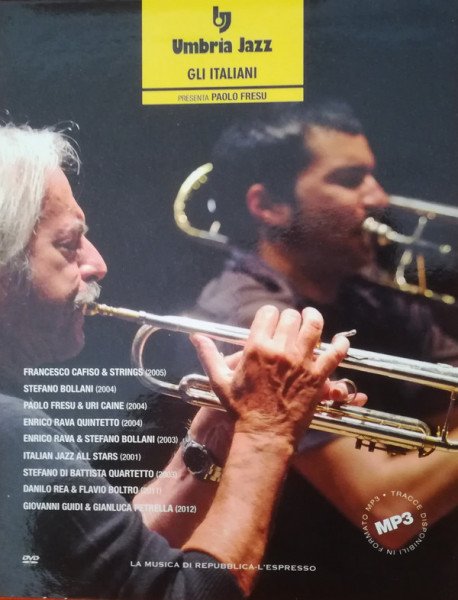 Umbria Jazz
GLI ITALIANI
PRESENTA PAOLO FRESU
FRANCESCO CAFISO & STRINGS (2005)
STEFANO BOLLANI (2004)
PAOLO FRESU & URI CAINE (2004)
ENRICO RAVA QUINTETTO (2004)
ENRICO RAVA & STEFANO BOLLANI (2003)
ITALIAN JAZZ ALL STARS (2001)
STEFANO DI BATTISTA QUARTETTO (2003)
DANILO REA & FLAVIO BOLTRO (2011)
GIOVANNI GUIDI & GIANLUCA PETRELLA (2012)
MP3
TRACCE DISPONIBILI IN FORMATO MP3
DVD
LA MUSICA DI REPUBBLICA-L'ESPRESSO